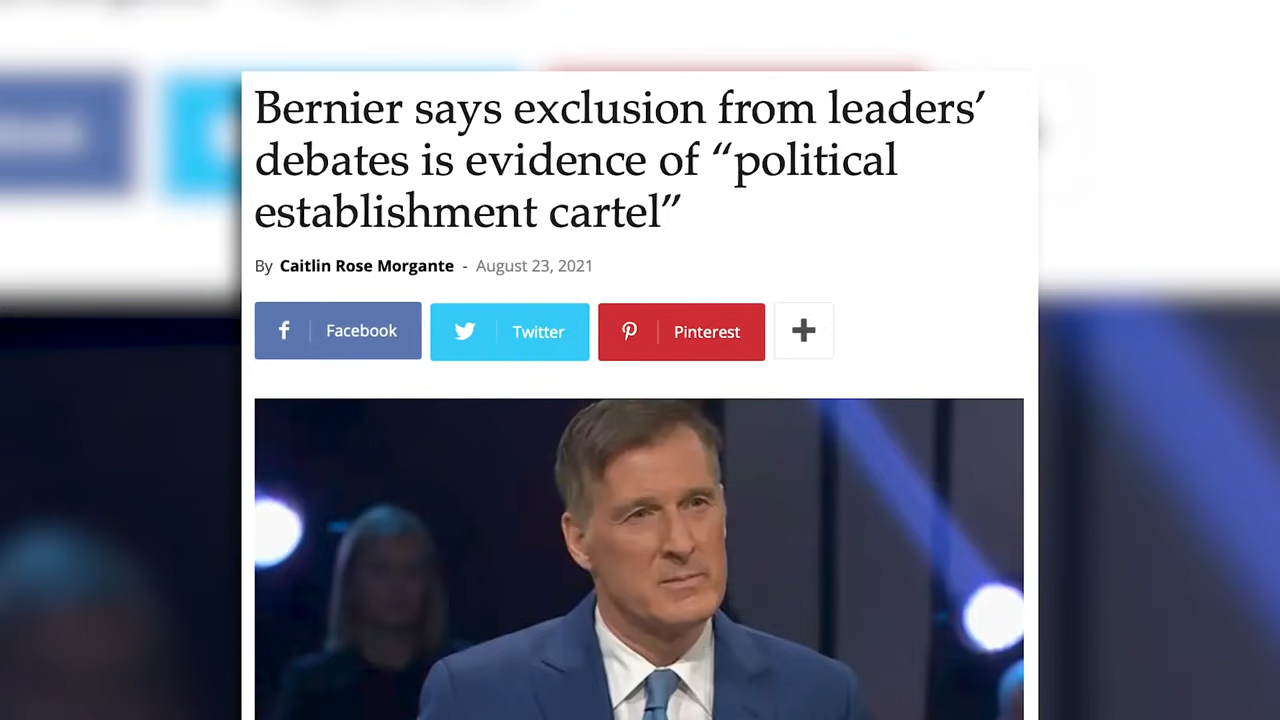 Bernier says exclusion from leaders’
debates is evidence of “political
establishment cartel”
By Caitlin Rose Morgante - August 23, 2021
Facebook
Twitter
Pinterest